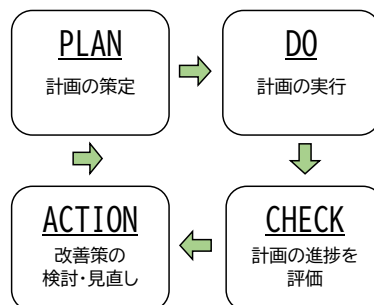 PLAN
計画の策定
DO
計画の実行
ACTION
改善策の
検討・見直し
CHECK
計画の進捗を
評価